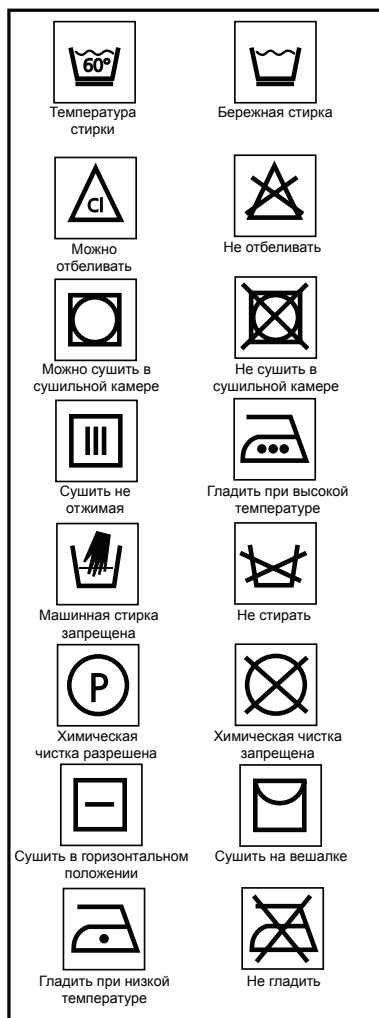 60°
Температура
стирки
Бережная стирка
Cl
Можно
отбеливать
Не отбеливать
Можно сушить в
сушильной камере
Не сушить в
сушильной камере
Сушить не
отжимая
Гладить при высокой
температуре
Машинная стирка
запрещена
Не стирать
P
Химическая
чистка разрешена
Химическая чистка
запрещена
Сушить в горизонтальном
положении
Сушить на вешалке
Гладить при низкой
температуре
Не гладить